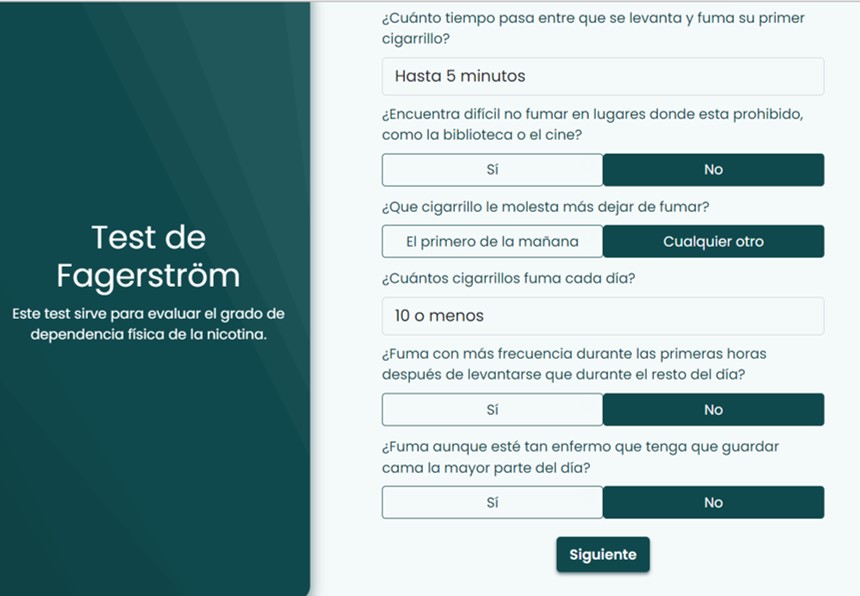 Test de
Fagerström
Este test sirve para evaluar el grado de
dependencia física de la nicotina.
¿Cuánto tiempo pasa entre que se levanta y fuma su primer
cigarrillo?
Hasta 5 minutos
¿Encuentra difícil no fumar en lugares donde esta prohibido,
como la biblioteca o el cine?
Sí
No
¿Que cigarrillo le molesta más dejar de fumar?
El primero de la mañana
Cualquier otro
¿Cuántos cigarrillos fuma cada día?
10 o menos
¿Fuma con más frecuencia durante las primeras horas
después de levantarse que durante el resto del día?
Sí
No
¿Fuma aunque esté tan enfermo que tenga que guardar
cama la mayor parte del día?
Sí
No
Siguiente